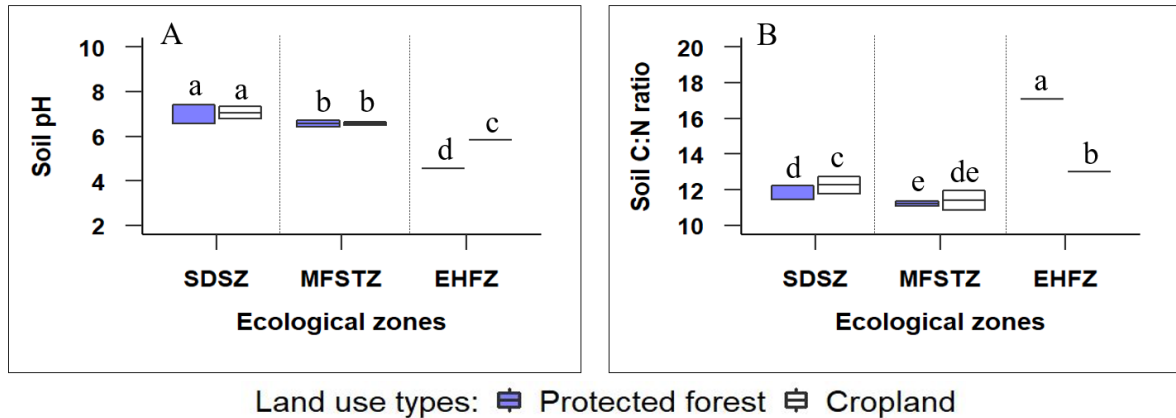 A
10
8
6
4
2
Soil pH
a a b b d c
SDSZ MFSTZ EHFZ
Ecological zones
B
20
18
16
14
12
10
Soil C:N ratio
d c e de a b
SDSZ MFSTZ EHFZ
Ecological zones
Land use types: Protected forest Cropland